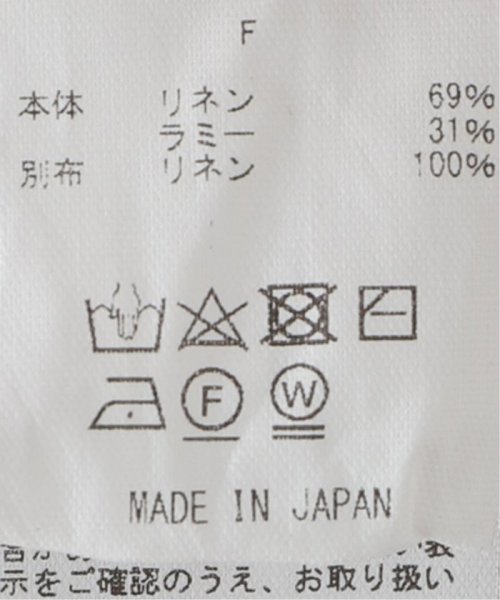 F
本体 リネン 69%
ラミー 31%
別布 リネン 100%
F W
MADE IN JAPAN
示をご確認のうえ、お取り扱い